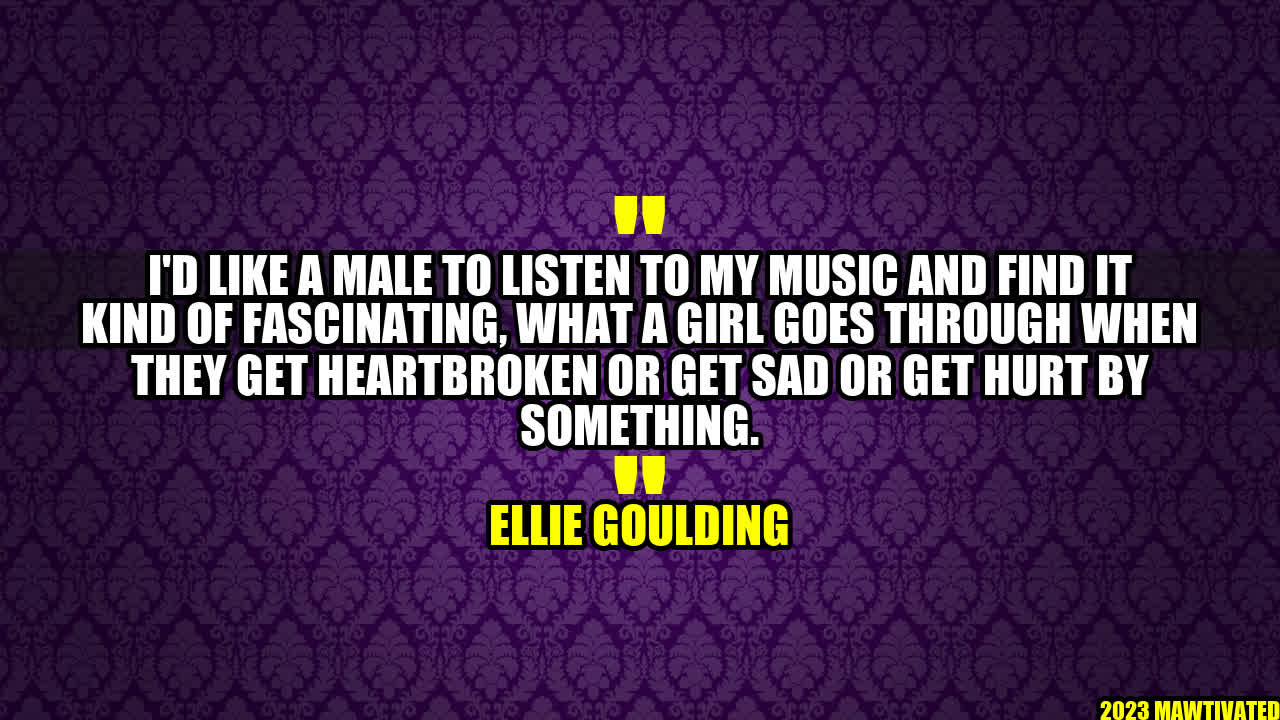 "
I'D LIKE A MALE TO LISTEN TO MY MUSIC AND FIND IT
KIND OF FASCINATING, WHAT A GIRL GOES THROUGH WHEN
THEY GET HEARTBROKEN OR GET SAD OR GET HURT BY
SOMETHING.
"
ELLIE GOULDING
2023 MAWTIVATED